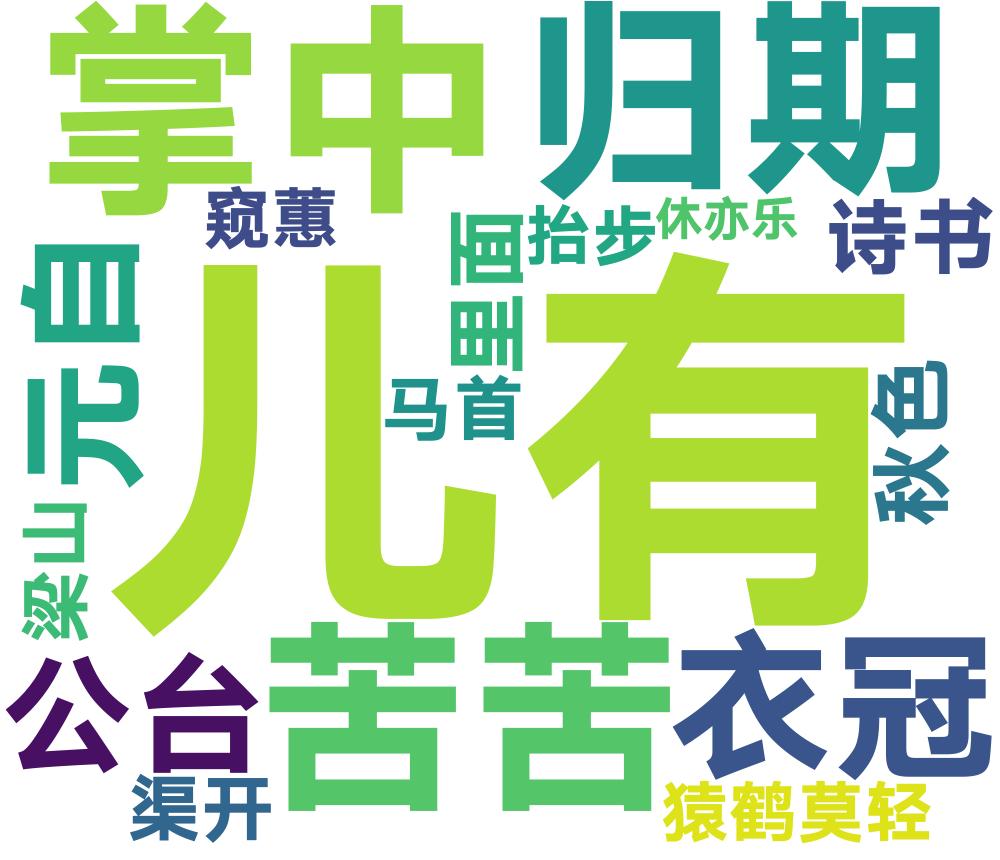 掌中
归期
窥蕙
里面
抬步
休亦乐
诗书
元自
儿有
马首
秋色
梁山
公台
苦苦
衣冠
渠开
猿鹤莫轻